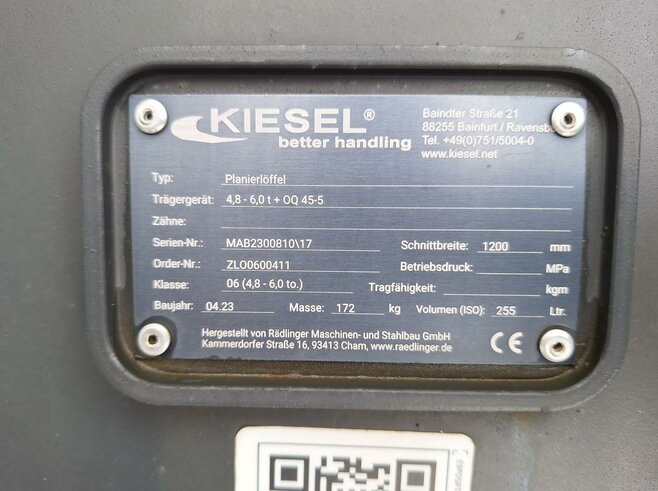 KIESEL®
better handling
Baindter Straße 21
88255 Bainfurt / Ravensbu
Tel. +49(0)751/5004-0
www.kiesel.net
Typ: Planierlöffel
Trägergerät: 4,8 - 6,0 t + OQ 45-5
Zähne:
Serien-Nr.: MAB2300810\17 Schnittbreite: 1200 mm
Order-Nr.: ZLO0600411 Betriebsdruck: MPa
Klasse: 06 (4,8 - 6,0 to.) Tragfähigkeit: kgm
Baujahr: 04.23 Masse: 172 kg Volumen (ISO): 255 Ltr.
Hergestellt von Rädlinger Maschinen- und Stahlbau GmbH
Kammerdorfer Straße 16, 93413 Cham, www.raedlinger.de
CE